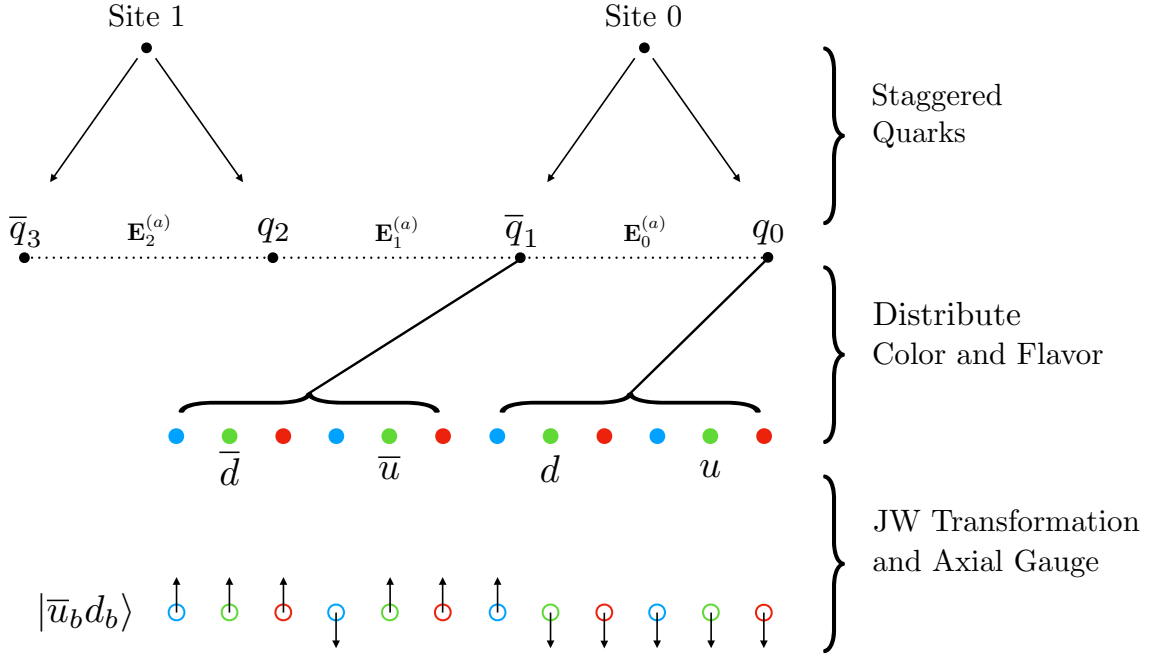 Site 1
Site 0
Staggered
Quarks
q̅₃ E₂⁽ᵃ⁾ q₂ E₁⁽ᵃ⁾ q̅₁ E₀⁽ᵃ⁾ q₀
Distribute
Color and Flavor
d̅ u̅ d u
JW Transformation
and Axial Gauge
|u̅_b d_b⟩